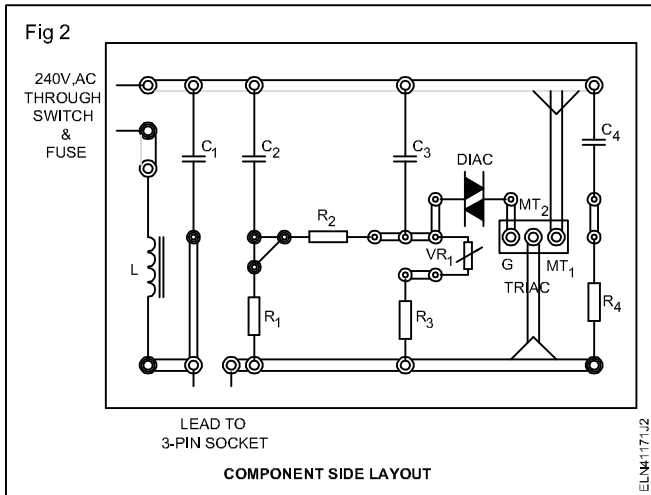 Fig 2
240V,AC
THROUGH
SWITCH
&
FUSE
C1
C2
C3
C4
DIAC
R2
MT2
VR1
G
MT1
TRIAC
L
R1
R3
R4
LEAD TO
3-PIN SOCKET
COMPONENT SIDE LAYOUT
ELN41171J2